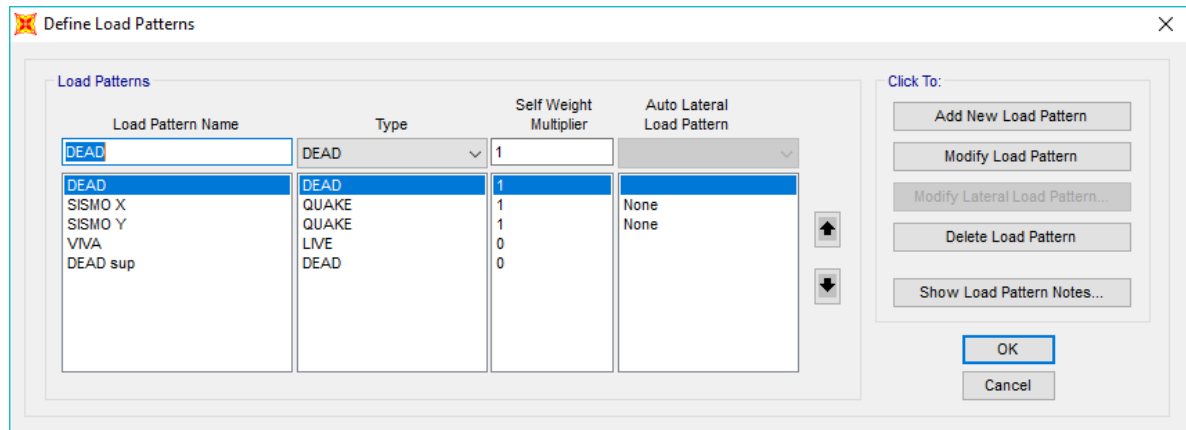 Define Load Patterns
Load Patterns
Click To:
Load Pattern Name Type Self Weight Multiplier Auto Lateral Load Pattern
DEAD DEAD 1
DEAD DEAD 1
SISMO X QUAKE 1 None
SISMO Y QUAKE 1 None
VIVA LIVE 0
DEAD sup DEAD 0
Add New Load Pattern
Modify Load Pattern
Modify Lateral Load Pattern...
Delete Load Pattern
Show Load Pattern Notes...
OK
Cancel